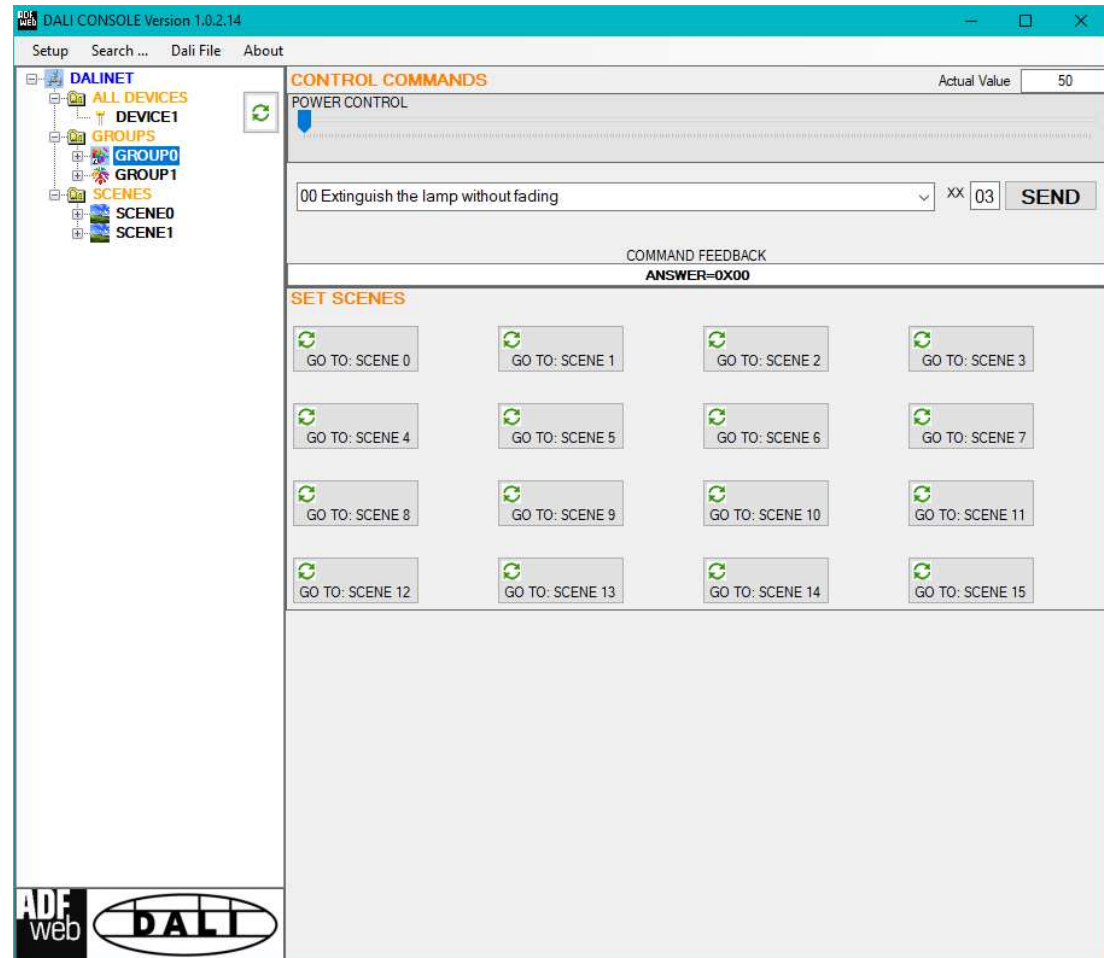 ADF web DALI CONSOLE Version 1.0.2.14
Setup Search ... Dali File About
DALINET
ALL DEVICES
DEVICE1
GROUPS
GROUP0
GROUP1
SCENES
SCENE0
SCENE1
CONTROL COMMANDS Actual Value 50
POWER CONTROL
00 Extinguish the lamp without fading XX 03 SEND
COMMAND FEEDBACK
ANSWER=0X00
SET SCENES
GO TO: SCENE 0 GO TO: SCENE 1 GO TO: SCENE 2 GO TO: SCENE 3
GO TO: SCENE 4 GO TO: SCENE 5 GO TO: SCENE 6 GO TO: SCENE 7
GO TO: SCENE 8 GO TO: SCENE 9 GO TO: SCENE 10 GO TO: SCENE 11
GO TO: SCENE 12 GO TO: SCENE 13 GO TO: SCENE 14 GO TO: SCENE 15
ADF
web
DALI